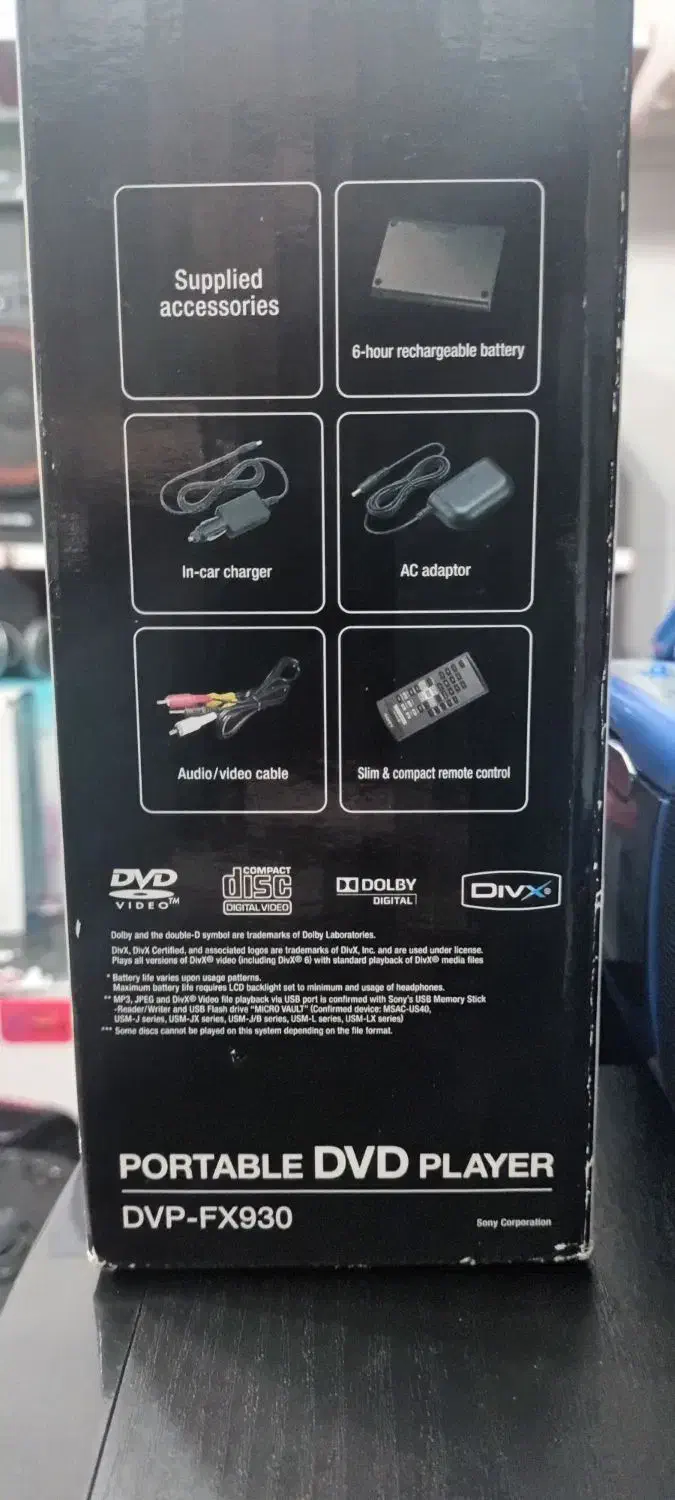 Supplied
accessories
6-hour rechargeable battery
In-car charger
AC adaptor
Audio/video cable
Slim & compact remote control
DVD
VIDEO™
COMPACT
disc
DIGITAL VIDEO
DOLBY
DIGITAL
DIVX®
Dolby and the double-D symbol are trademarks of Dolby Laboratories.
DivX, DivX Certified, and associated logos are trademarks of DivX, Inc. and are used under license.
Plays all versions of DivX® video (including DivX® 6) with standard playback of DivX® media files
* Battery life varies upon usage patterns.
Maximum battery life requires LCD backlight set to minimum and usage of headphones.
** MP3, JPEG and DivX® Video file playback via USB port is confirmed with Sony's USB Memory Stick
-Reader/Writer and USB Flash drive "MICRO VAULT" (Confirmed device: MSAC-US40,
USM-J series, USM-JX series, USM-J/B series, USM-L series, USM-LX series)
*** Some discs cannot be played on this system depending on the file format.
PORTABLE DVD PLAYER
DVP-FX930
Sony Corporation